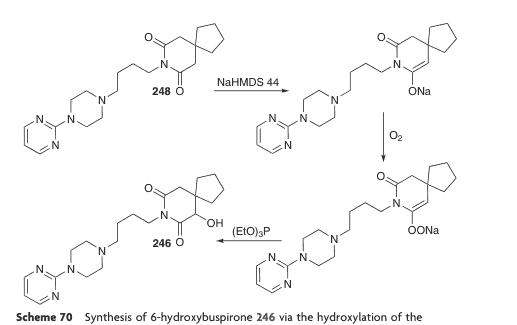 O
N
N
248
O
N
N
N
NaHMDS 44
O
N
N
ONa
N
N
N
O₂
O
N
N
246
O
OH
N
N
N
(EtO)₃P
O
N
N
OONa
N
N
N
Scheme 70 Synthesis of 6-hydroxybuspirone 246 via the hydroxylation of the